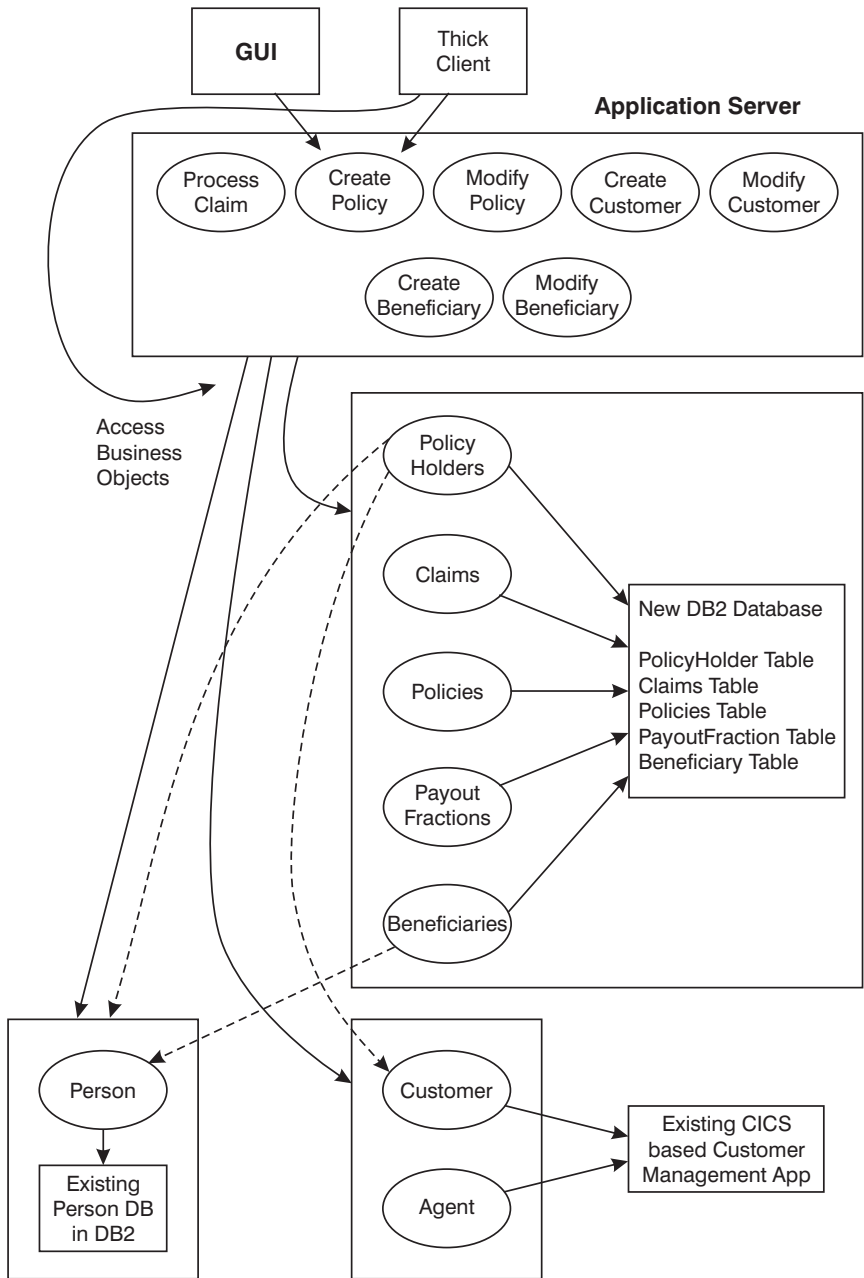 GUI
Thick
Client
Application Server
Process
Claim
Create
Policy
Modify
Policy
Create
Customer
Modify
Customer
Create
Beneficiary
Modify
Beneficiary
Access
Business
Objects
Policy
Holders
Claims
Policies
Payout
Fractions
Beneficiaries
New DB2 Database
PolicyHolder Table
Claims Table
Policies Table
PayoutFraction Table
Beneficiary Table
Person
Existing
Person DB
in DB2
Customer
Agent
Existing CICS
based Customer
Management App